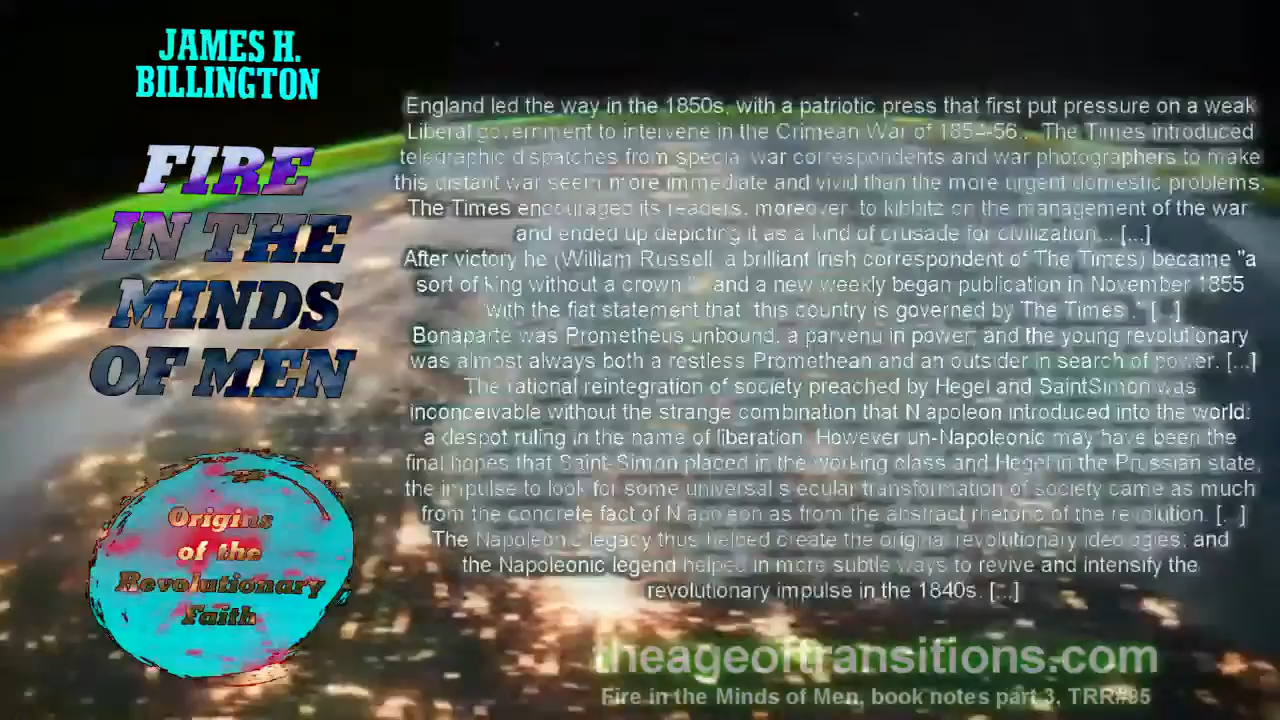 JAMES H.
BILLINGTON
FIRE
IN THE
MINDS
OF MEN
Origins
of the
Revolutionary
Faith
England led the way in the 1850s, with a patriotic press that first put pressure on a weak
Liberal government to intervene in the Crimean War of 1854-56... The Times introduced
telegraphic dispatches from special war correspondents and war photographers to make
this distant war seem more immediate and vivid than the more urgent domestic problems.
The Times encouraged its readers, moreover, to kibbitz on the management of the war
and ended up depicting it as a kind of crusade for civilization... [...]
After victory he (William Russell, a brilliant Irish correspondent of The Times) became "a
sort of king without a crown," and a new weekly began publication in November 1855
with the flat statement that "this country is governed by The Times." [...]
Bonaparte was Prometheus unbound, a parvenu in power; and the young revolutionary
was almost always both a restless Promethean and an outsider in search of power. [...]
The rational reintegration of society preached by Hegel and SaintSimon was
inconceivable without the strange combination that N apoleon introduced into the world:
a despot ruling in the name of liberation. However un-Napoleonic may have been the
final hopes that Saint-Simon placed in the working class and Hegel in the Prussian state,
the impulse to look for some universal s ecular transformation of society came as much
from the concrete fact of N apoleon as from the abstract rhetoric of the revolution. [...]
The Napoleonic legacy thus helped create the original revolutionary ideologies; and
the Napoleonic legend helped in more subtle ways to revive and intensify the
revolutionary impulse in the 1840s. [...]
theageoftransitions.com
Fire in the Minds of Men, book notes part 3, TRR#85